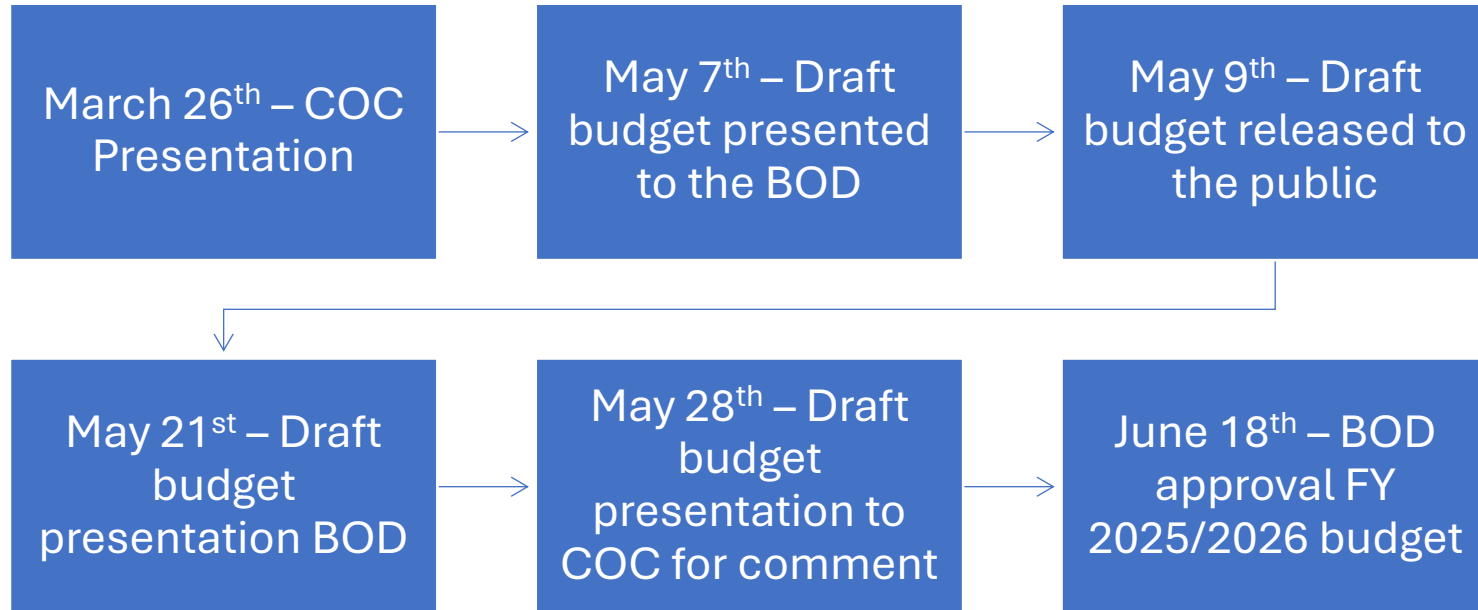 March 26th – COC
Presentation
May 7th – Draft
budget presented
to the BOD
May 9th – Draft
budget released to
the public
May 21st – Draft
budget
presentation BOD
May 28th – Draft
budget
presentation to
COC for comment
June 18th – BOD
approval FY
2025/2026 budget